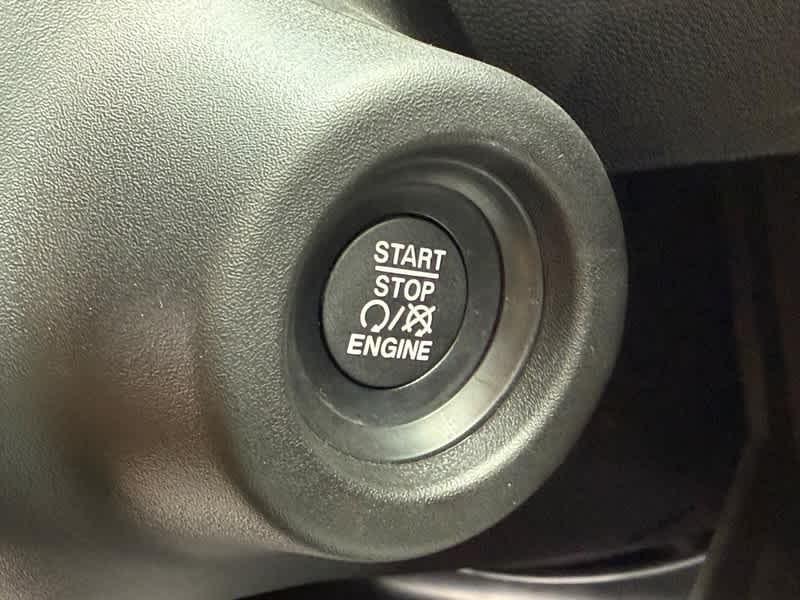 START
STOP
/
ENGINE